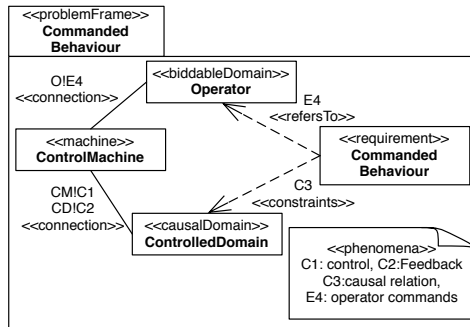 <<problemFrame>>
Commanded
Behaviour
O!E4
<<connection>>
<<biddableDomain>>
Operator
E4
<<refersTo>>
<<machine>>
ControlMachine
<<requirement>>
Commanded
Behaviour
CM!C1
CD!C2
<<connection>>
C3
<<constraints>>
<<causalDomain>>
ControlledDomain
<<phenomena>>
C1: control, C2:Feedback
C3:causal relation,
E4: operator commands